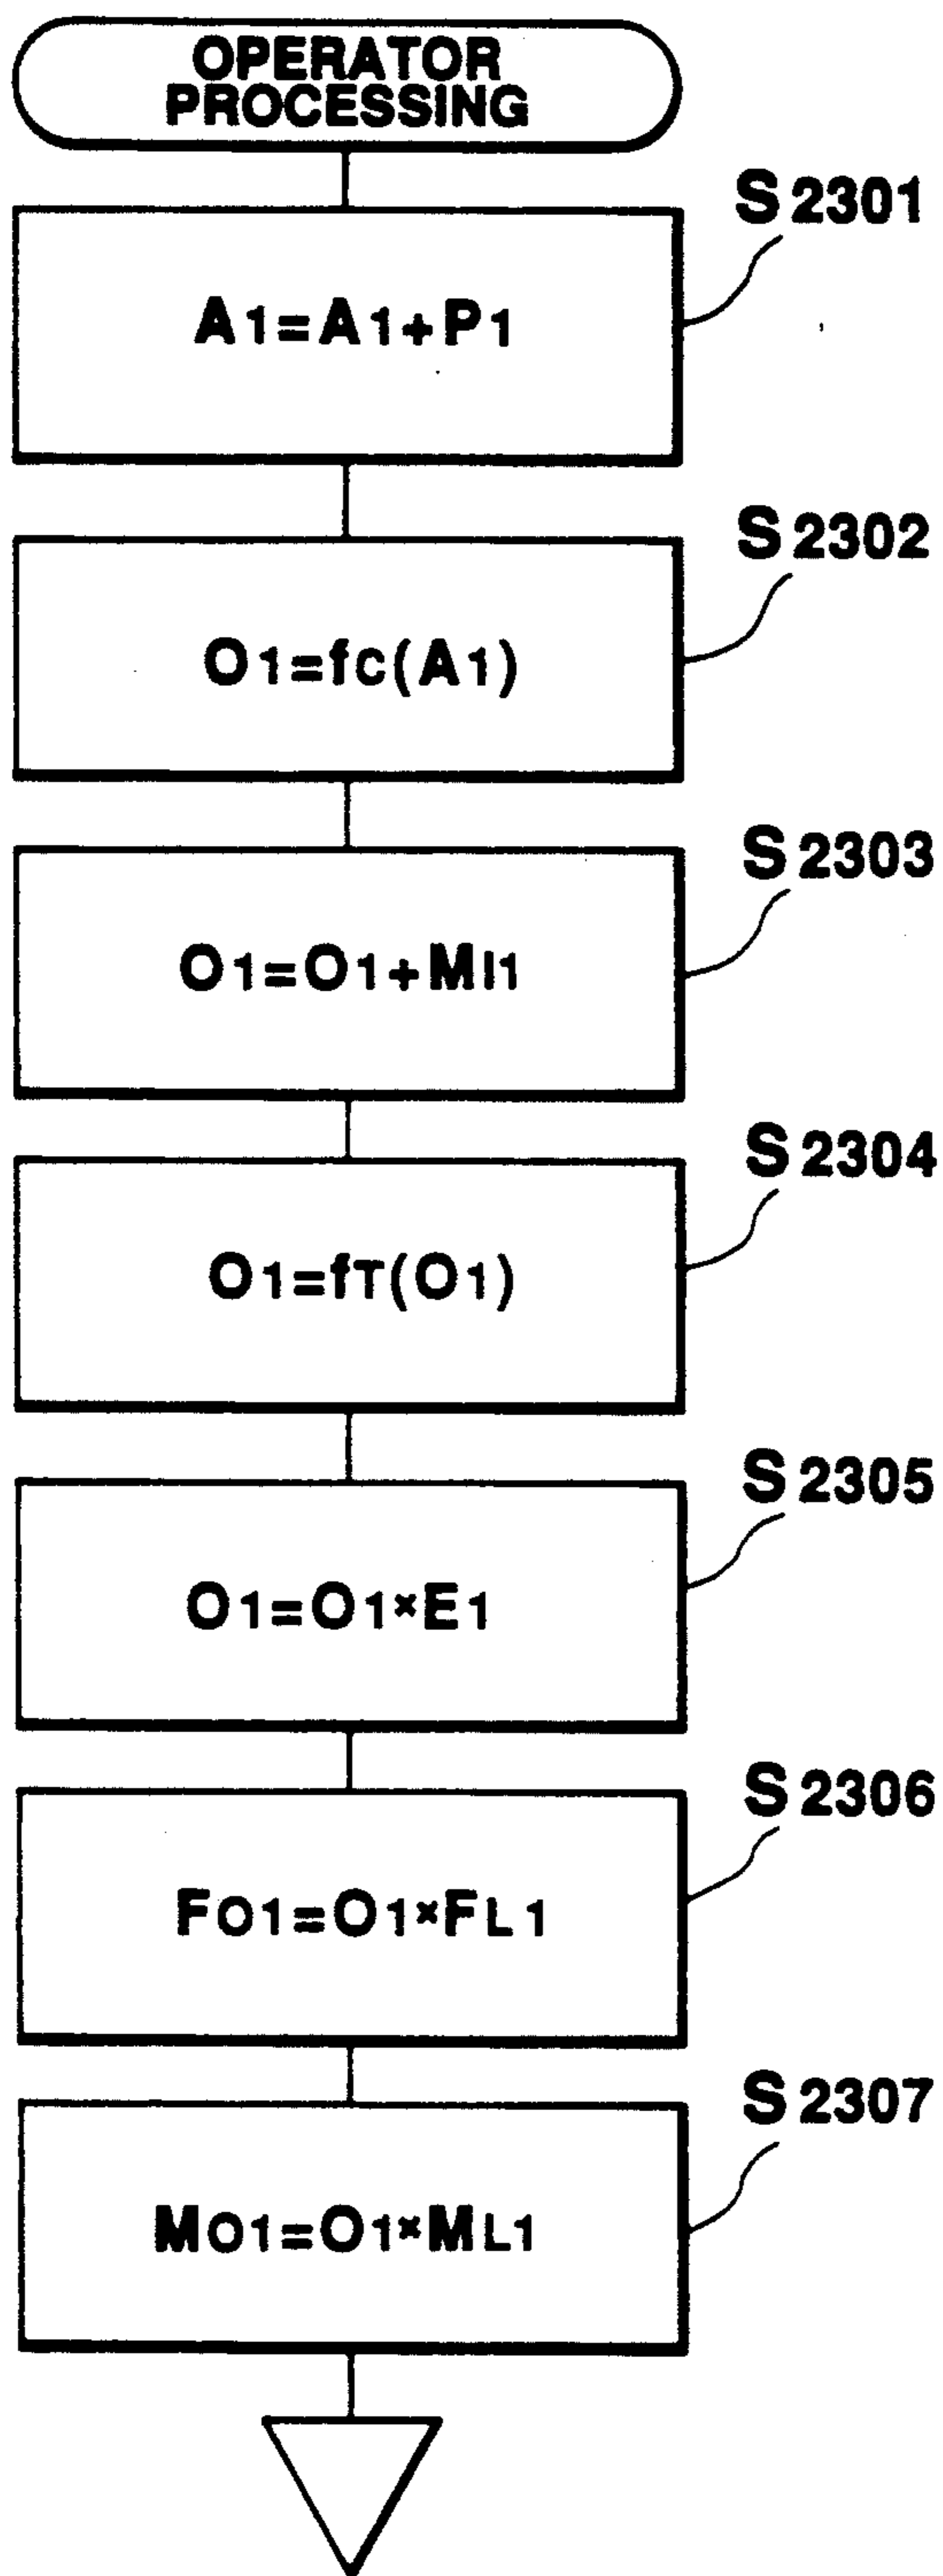 OPERATOR
PROCESSING
S2301
A1=A1+P1
S2302
O1=fC(A1)
S2303
O1=O1+MI1
S2304
O1=fT(O1)
S2305
O1=O1×E1
S2306
FO1=O1×FL1
S2307
MO1=O1×ML1